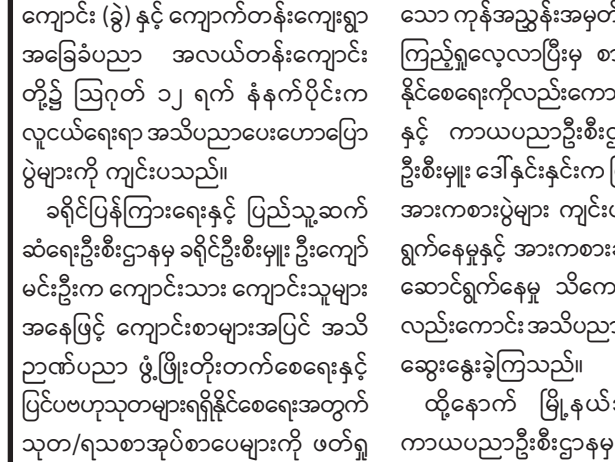 ကျောင်း (ခွဲ) နှင့် ကျောက်တန်းကျေးရွာ
အခြေခံပညာ အလယ်တန်းကျောင်း
တို့၌ ဩဂုတ် ၁၂ ရက် နံနက်ပိုင်းက
လူငယ်ရေးရာ အသိပညာပေးဟောပြော
ပွဲများကို ကျင်းပသည်။
ခရိုင်ပြန်ကြားရေးနှင့် ပြည်သူ့ဆက်
ဆံရေးဦးစီးဌာနမှ ခရိုင်ဦးစီးမှူး ဦးကျော်
မင်းဦးက ကျောင်းသား ကျောင်းသူများ
အနေဖြင့် ကျောင်းစာများအပြင် အသိ
ဉာဏ်ပညာ ဖွံ့ဖြိုးတိုးတက်စေရေးနှင့်
ပြင်ပဗဟုသုတများရရှိနိုင်စေရေးအတွက်
သုတ/ရသစာအုပ်စာပေများကို ဖတ်ရှု
သော ကုန်အညွှန်းအမှတ်
ကြည့်ရှုလေ့လာပြီးမှ
နိုင်စေရေးကိုလည်းကော
နှင့် ကာယပညာဦးစီး
ဦးစီးမှူး ဒေါ်နှင်းနှင်းက
အားကစားပွဲများ ကျင်းပ
ရွက်နေမှုနှင့် အားကစား
ဆောင်ရွက်နေမှု သိကော
လည်းကောင်း အသိပညာ
ဆွေးနွေးခဲ့ကြသည်။
ထို့နောက် မြို့နယ်
ကာယပညာဦးစီးဌာနမှ